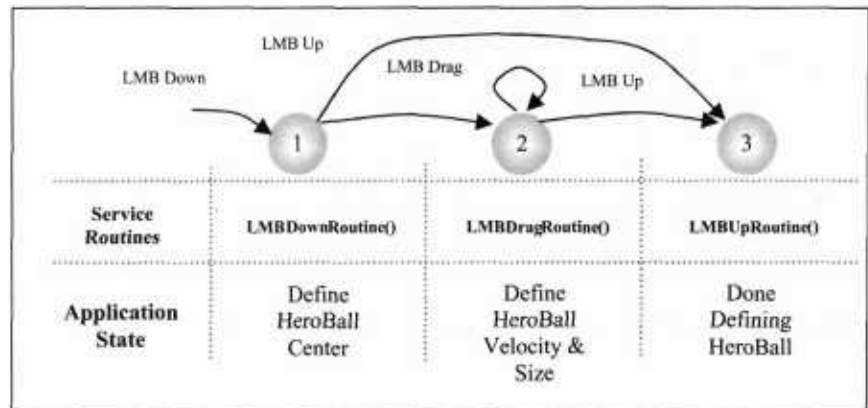 LMB Up
LMB Drag
LMB Down
LMB Up
1
2
3
Service
Routines
LMBDownRoutine()
LMBDragRoutine()
LMBUpRoutine()
Application
State
Define
HeroBall
Center
Define
HeroBall
Velocity &
Size
Done
Defining
HeroBall